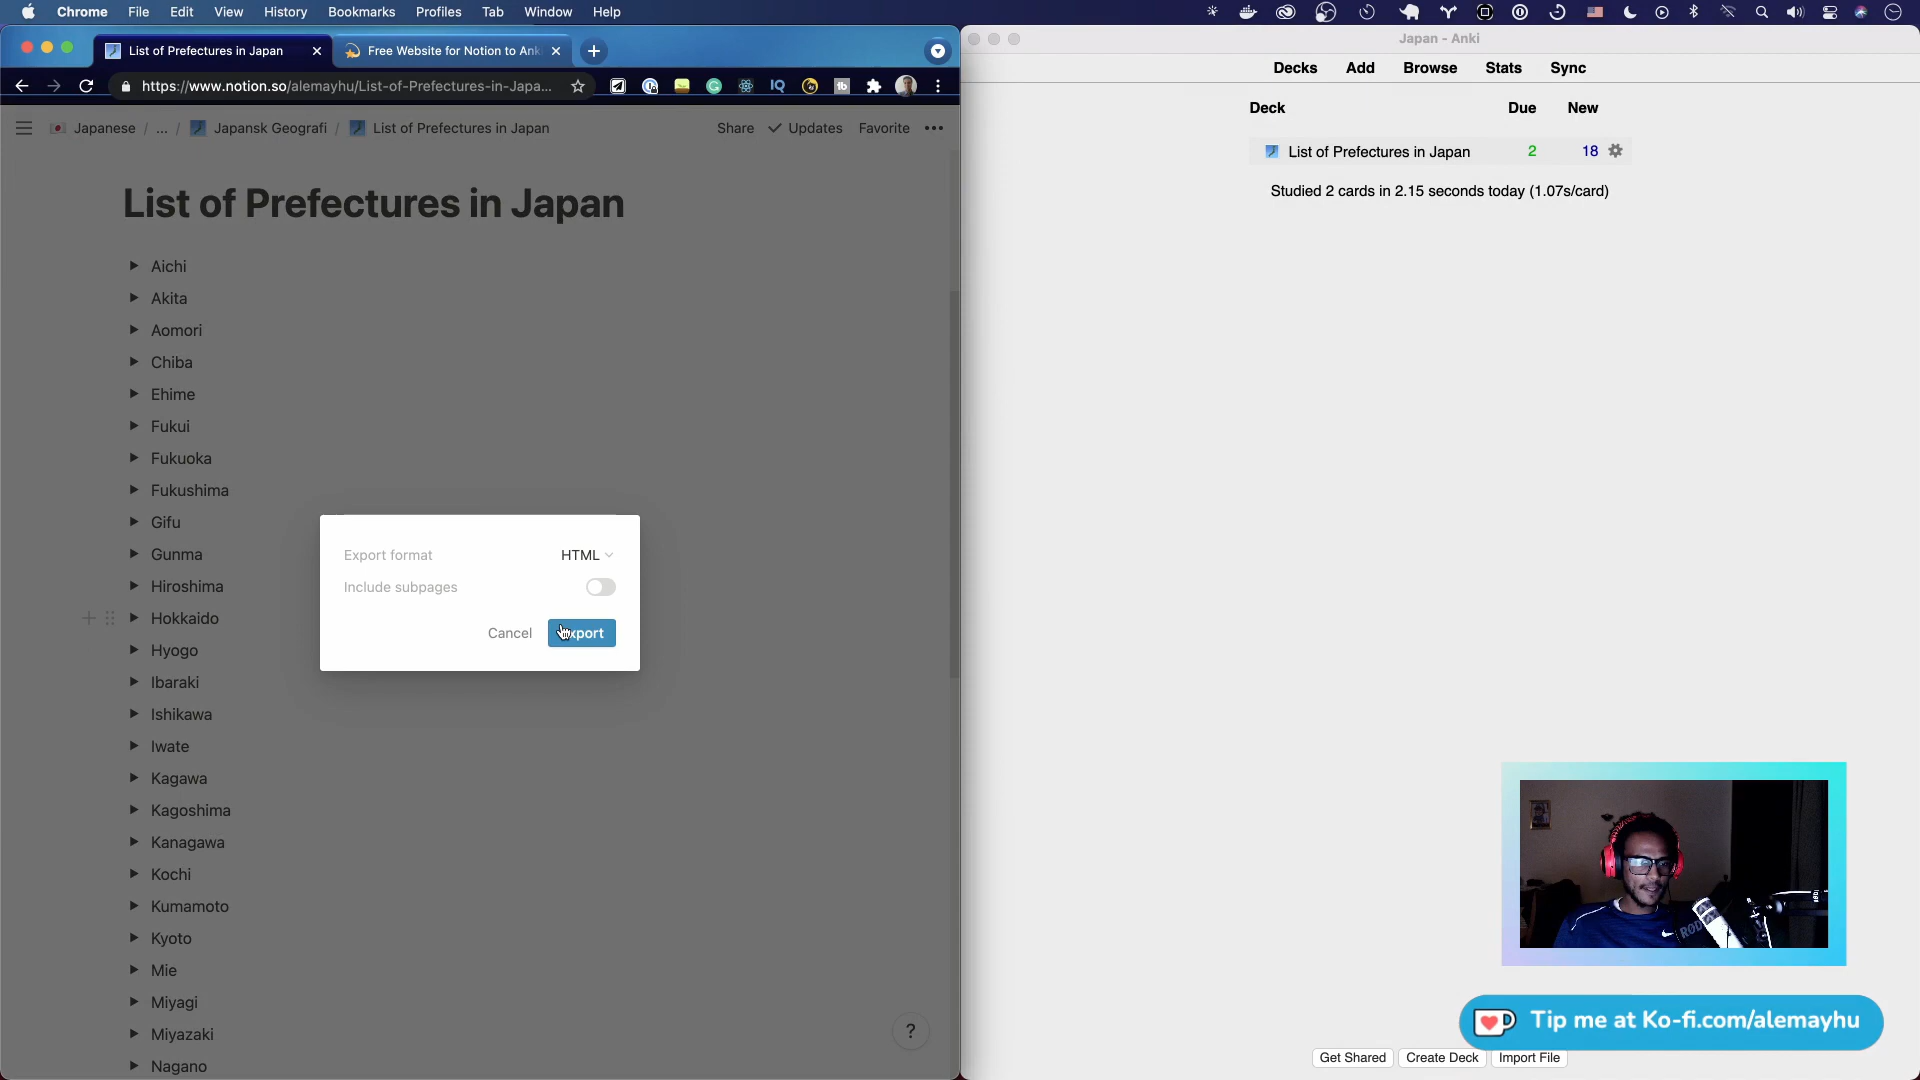 Chrome File Edit View History Bookmarks Profiles Tab Window Help
List of Prefectures in Japan
Free Website for Notion to Ank
https://www.notion.so/alemayhu/List-of-Prefectures-in-Japa...
IQ
Japanese / ... / Japansk Geografi / List of Prefectures in Japan
Share Updates Favorite
List of Prefectures in Japan
Aichi
Akita
Aomori
Chiba
Ehime
Fukui
Fukuoka
Fukushima
Gifu
Gunma
Hiroshima
Hokkaido
Hyogo
Ibaraki
Ishikawa
Iwate
Kagawa
Kagoshima
Kanagawa
Kochi
Kumamoto
Kyoto
Mie
Miyagi
Miyazaki
Nagano
Export format HTML
Include subpages
Cancel xport
?
Japan - Anki
Decks Add Browse Stats Sync
Deck Due New
List of Prefectures in Japan 2 18
Studied 2 cards in 2.15 seconds today (1.07s/card)
Tip me at Ko-fi.com/alemayhu
Get Shared Create Deck Import File